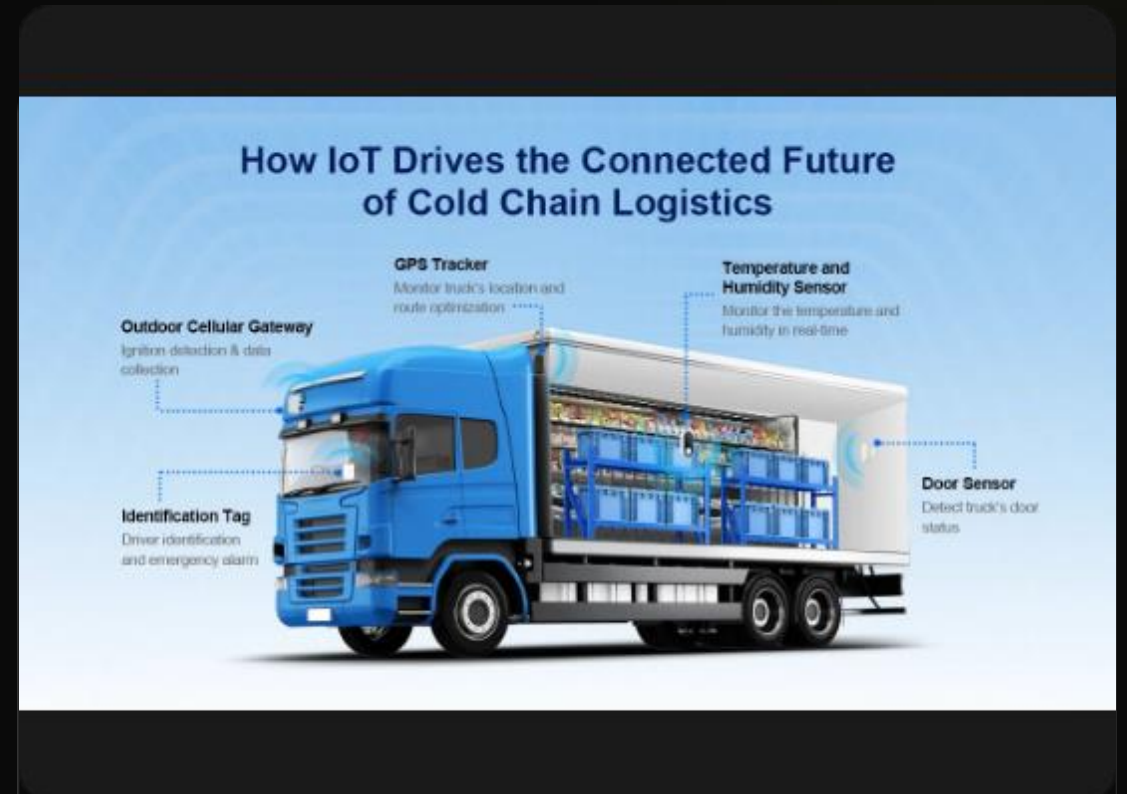 How IoT Drives the Connected Future
of Cold Chain Logistics
GPS Tracker
Monitor truck's location and
route optimization
Temperature and
Humidity Sensor
Monitor the temperature and
humidity in real-time
Outdoor Cellular Gateway
Ignition detection & data
collection
Identification Tag
Driver identification
and emergency alarm
Door Sensor
Detect truck's door
status